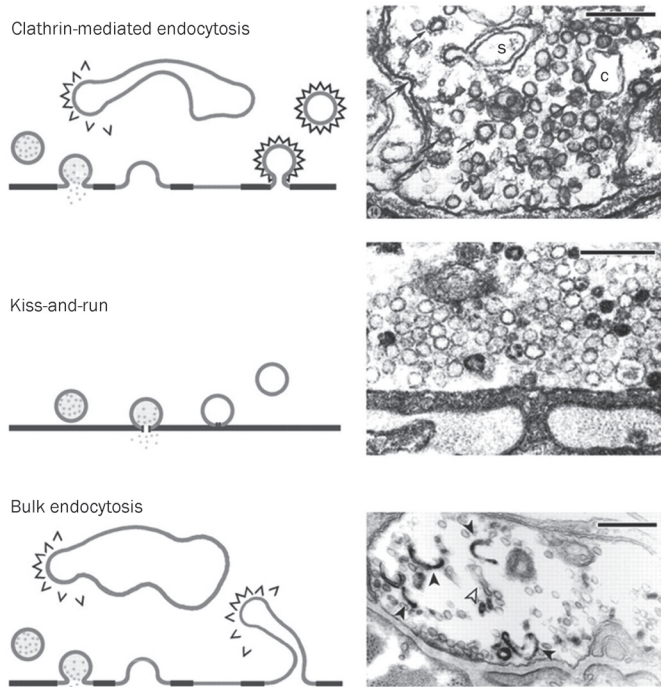 Clathrin-mediated endocytosis
S
C
Kiss-and-run
Bulk endocytosis